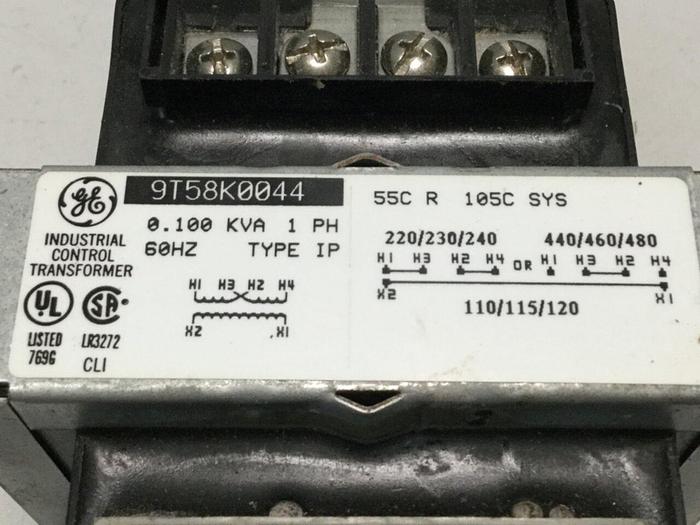 GE
9T58K0044
0.100 KVA 1 PH
60HZ TYPE IP
INDUSTRIAL
CONTROL
TRANSFORMER
H1 H3 H2 H4
X2 X1
UL
LISTED
769G
SA
LR3272
CLI
55C R 105C SYS
220/230/240 440/460/480
H1 H3 H2 H4 OR H1 H3 H2 H4
X2 X1
110/115/120